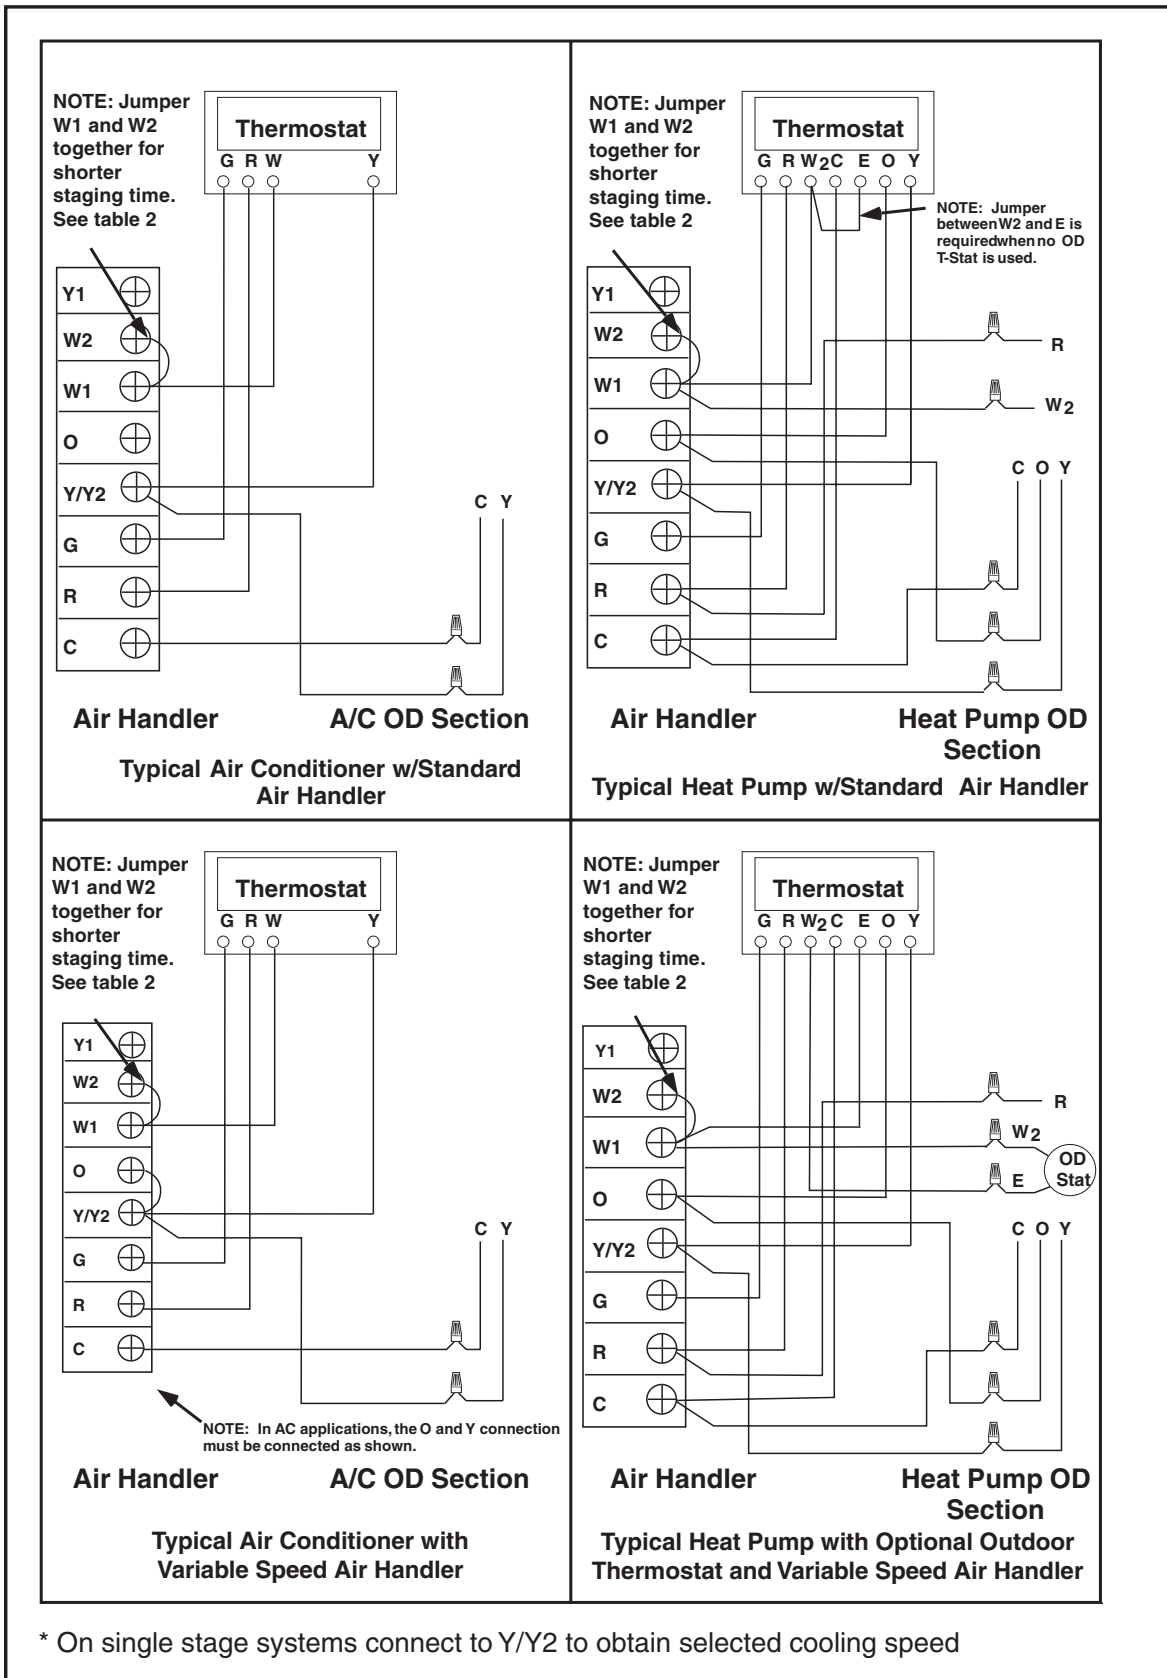 NOTE: Jumper
W1 and W2
together for
shorter
staging time.
See table 2
Thermostat
G R W Y
Y1
W2
W1
O
Y/Y2
G
R
C
C Y
Air Handler
A/C OD Section
Typical Air Conditioner w/Standard
Air Handler
NOTE: Jumper
W1 and W2
together for
shorter
staging time.
See table 2
Thermostat
G R W2 C E O Y
NOTE: Jumper
between W2 and E is
required when no OD
T-Stat is used.
Y1
W2
W1
O
Y/Y2
G
R
C
R
W2
C O Y
Air Handler
Heat Pump OD
Section
Typical Heat Pump w/Standard Air Handler
NOTE: Jumper
W1 and W2
together for
shorter
staging time.
See table 2
Thermostat
G R W Y
Y1
W2
W1
O
Y/Y2
G
R
C
C Y
NOTE: In AC applications, the O and Y connection
must be connected as shown.
Air Handler
A/C OD Section
Typical Air Conditioner with
Variable Speed Air Handler
NOTE: Jumper
W1 and W2
together for
shorter
staging time.
See table 2
Thermostat
G R W2 C E O Y
Y1
W2
W1
O
Y/Y2
G
R
C
R
W2
OD
Stat
E
C O Y
Air Handler
Heat Pump OD
Section
Typical Heat Pump with Optional Outdoor
Thermostat and Variable Speed Air Handler
* On single stage systems connect to Y/Y2 to obtain selected cooling speed